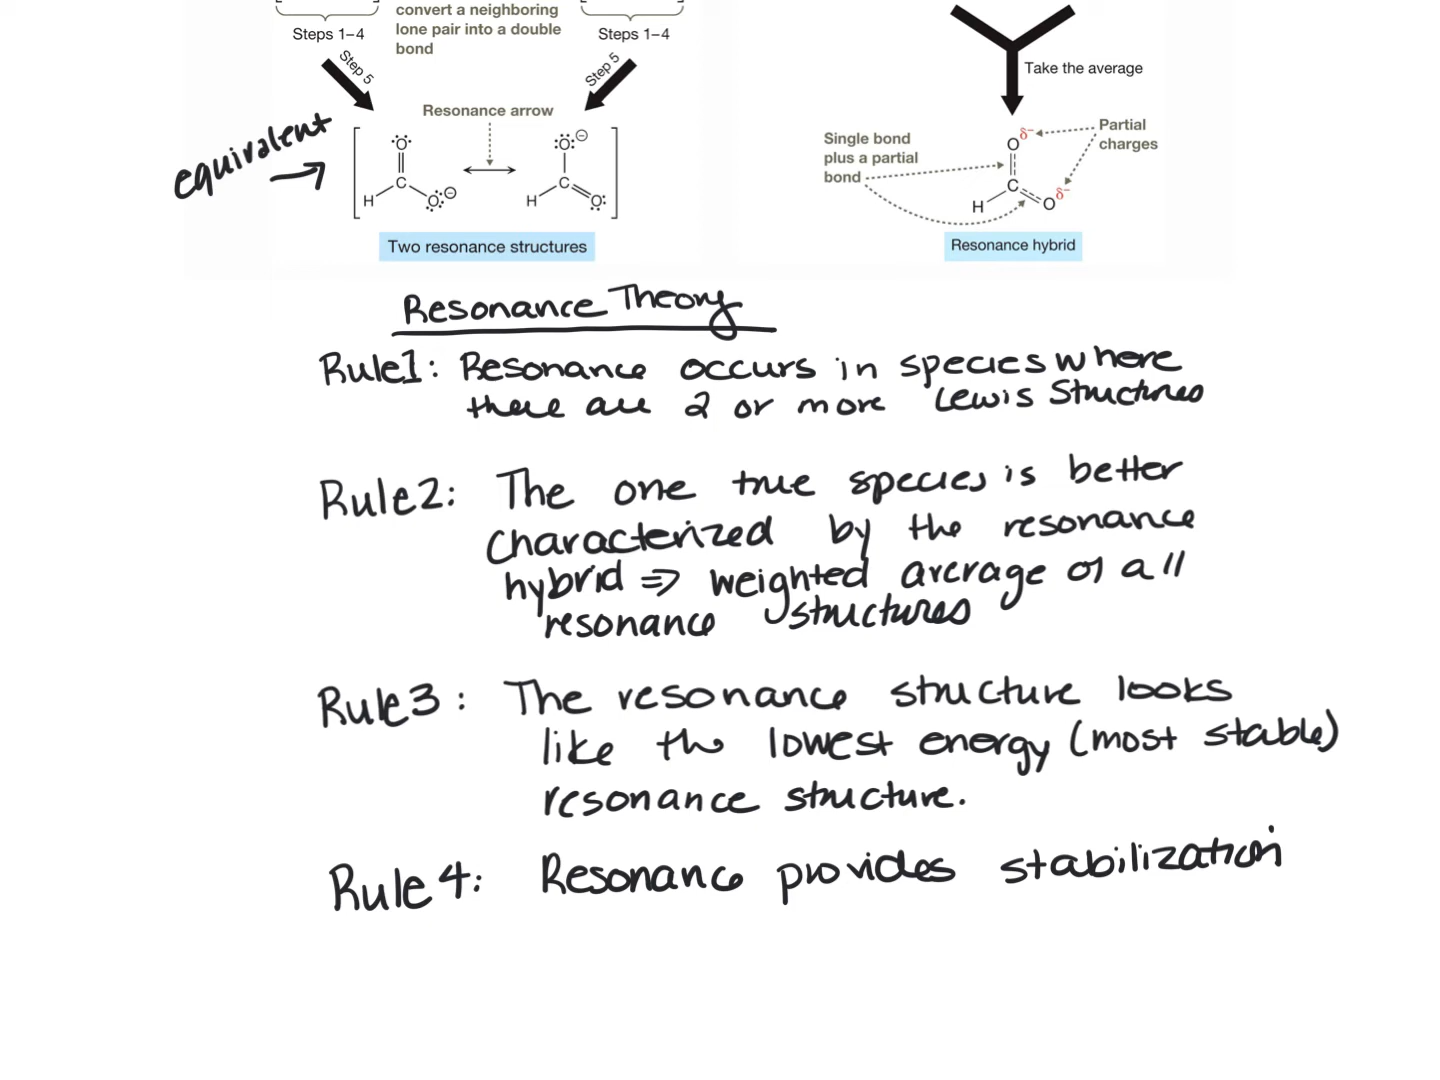 convert a neighboring
lone pair into a double
bond
Steps 1–4
Steps 1–4
Step 5
Step 5
Resonance arrow
equivalent
O
C
H
O
O
C
H
O
Two resonance structures
Take the average
Single bond
plus a partial
bond
Partial
charges
O δ–
C
H
O δ–
Resonance hybrid
Resonance Theory
Rule1: Resonance occurs in species where
there are 2 or more Lewis Structures
Rule2: The one true species is better
characterized by the resonance
hybrid ⇒ weighted average of all
resonance structures
Rule3: The resonance structure looks
like the lowest energy (most stable)
resonance structure.
Rule 4: Resonance provides stabilization